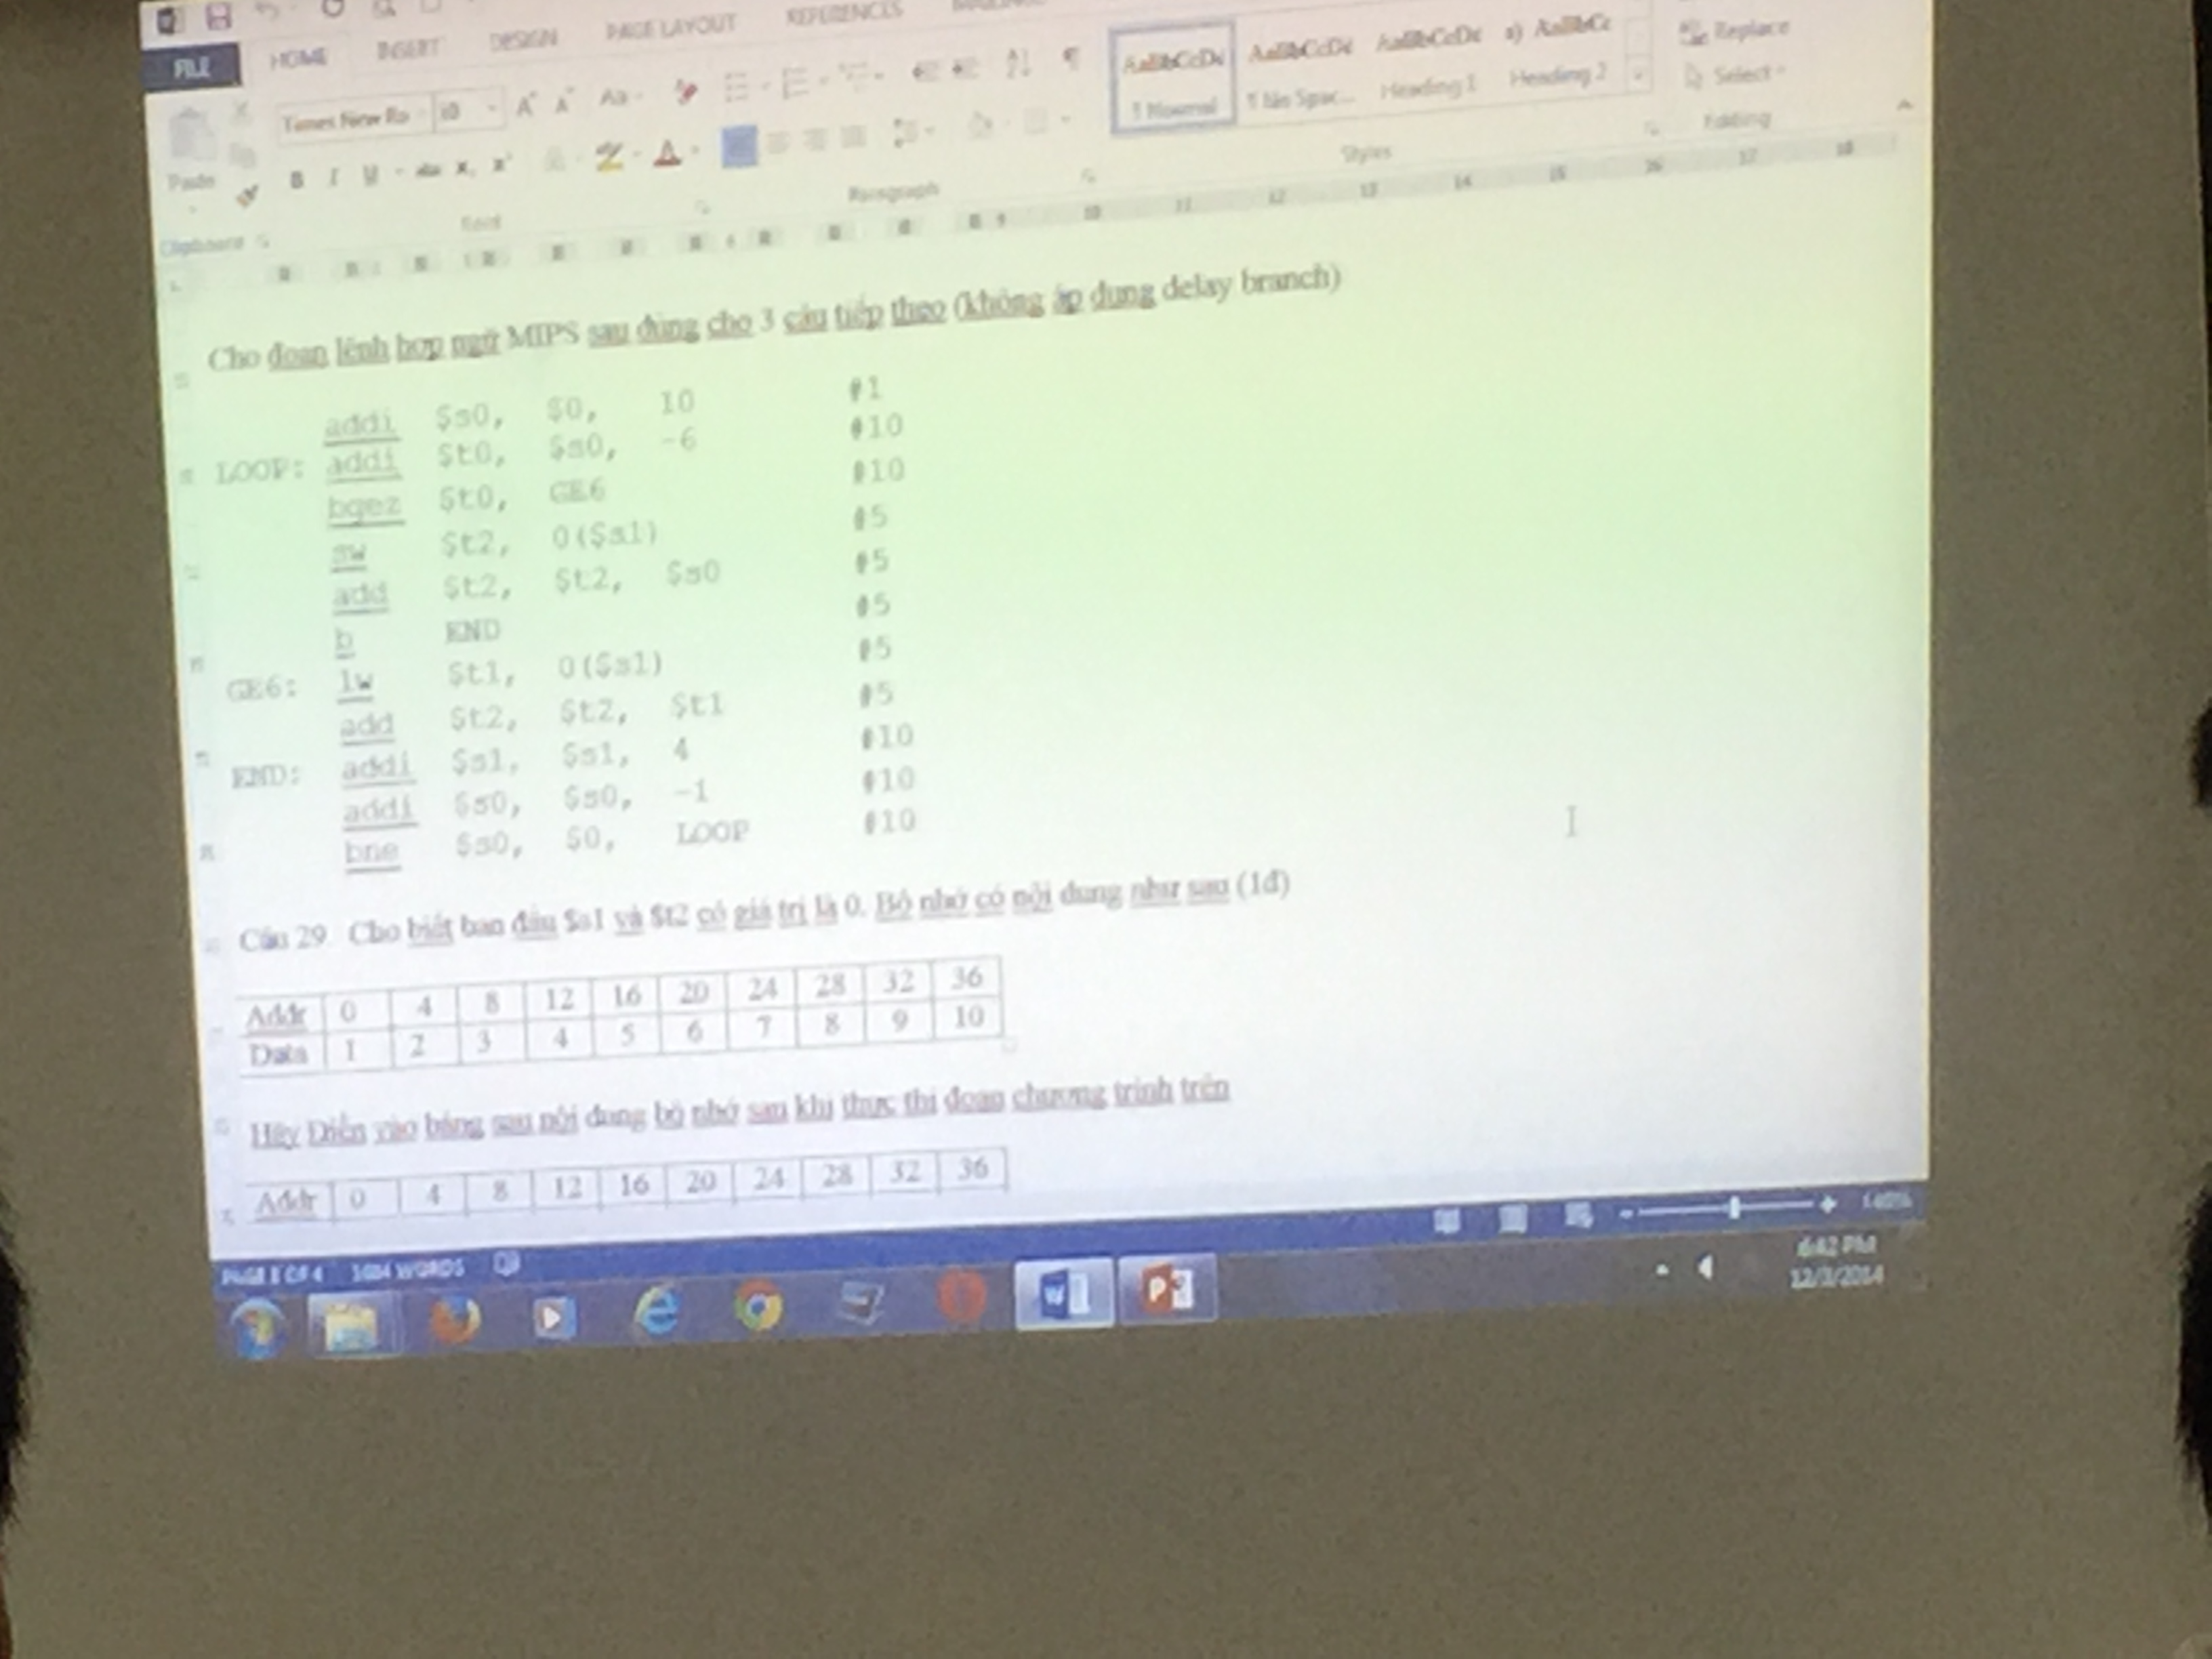 FILE HOME INSERT DESIGN PAGE LAYOUT REFERENCES
Times New Ro 10 Aa AaBbCcDc AaBbCcDc AaBbCcDc a) AaBbCc Replace
Paste B I U abc ¶ Normal ¶ No Spac... Heading 1 Heading 2 Select
Clipboard Font Paragraph Styles Editing
10 11 12 13 14 15 16 17 18
Cho đoạn lệnh hợp ngữ MIPS sau dùng cho 3 câu tiếp theo (không áp dụng delay branch)
addi $s0, $0, 10 #1
LOOP: addi $t0, $s0, -6 #10
bgez $t0, GE6 #10
sw $t2, 0($s1) #5
add $t2, $t2, $s0 #5
b END #5
GE6: lw $t1, 0($s1) #5
add $t2, $t2, $t1 #5
END: addi $s1, $s1, 4 #10
addi $s0, $s0, -1 #10
bne $s0, $0, LOOP #10
Câu 29. Cho biết ban đầu $s1 và $t2 có giá trị là 0. Bộ nhớ có nội dung như sau (1đ)
Addr 0 4 8 12 16 20 24 28 32 36
Data 1 2 3 4 5 6 7 8 9 10
Hãy Điền vào bảng sau nội dung bộ nhớ sau khi thực thi đoạn chương trình trên
Addr 0 4 8 12 16 20 24 28 32 36
WORDS
6:42 PM
12/3/2014